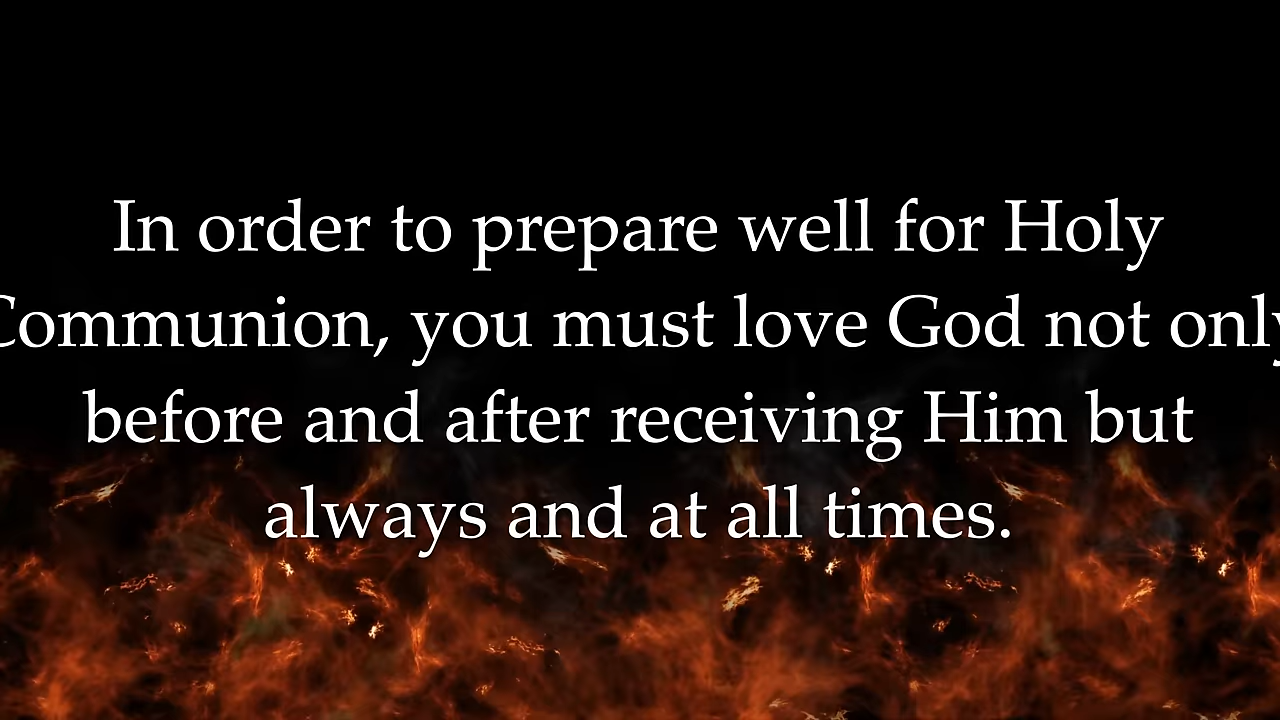 In order to prepare well for Holy
Communion, you must love God not only
before and after receiving Him but
always and at all times.